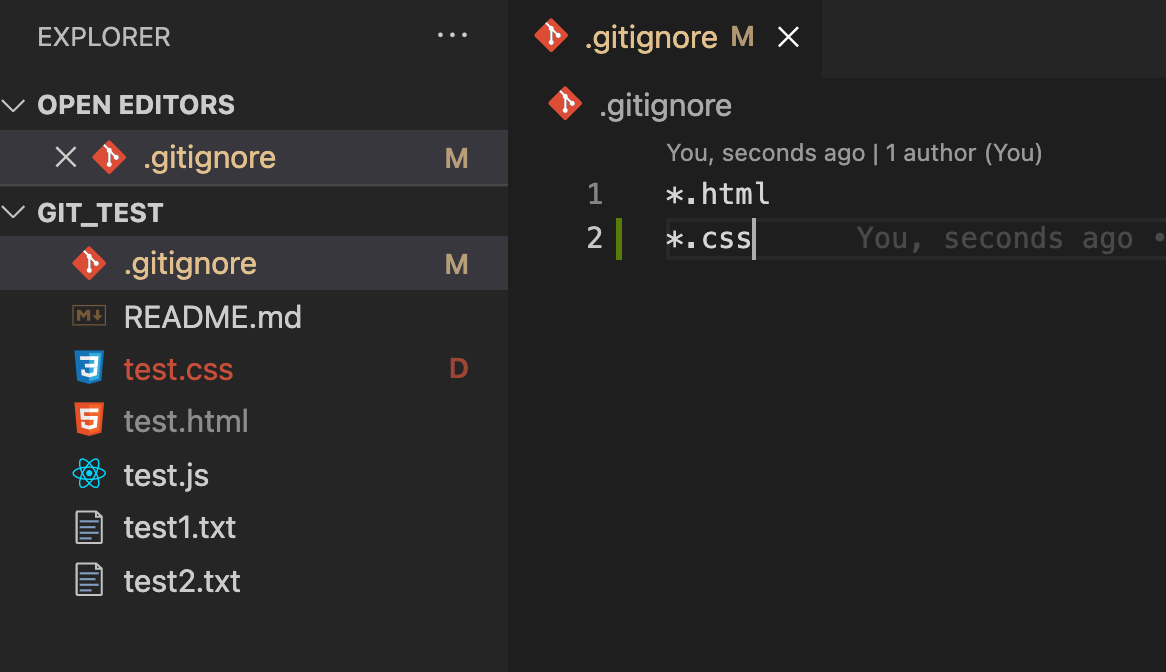 EXPLORER ...
OPEN EDITORS
.gitignore M
GIT_TEST
.gitignore M
README.md
test.css D
test.html
test.js
test1.txt
test2.txt
.gitignore M
.gitignore
You, seconds ago | 1 author (You)
1 *.html
2 *.css You, seconds ago •